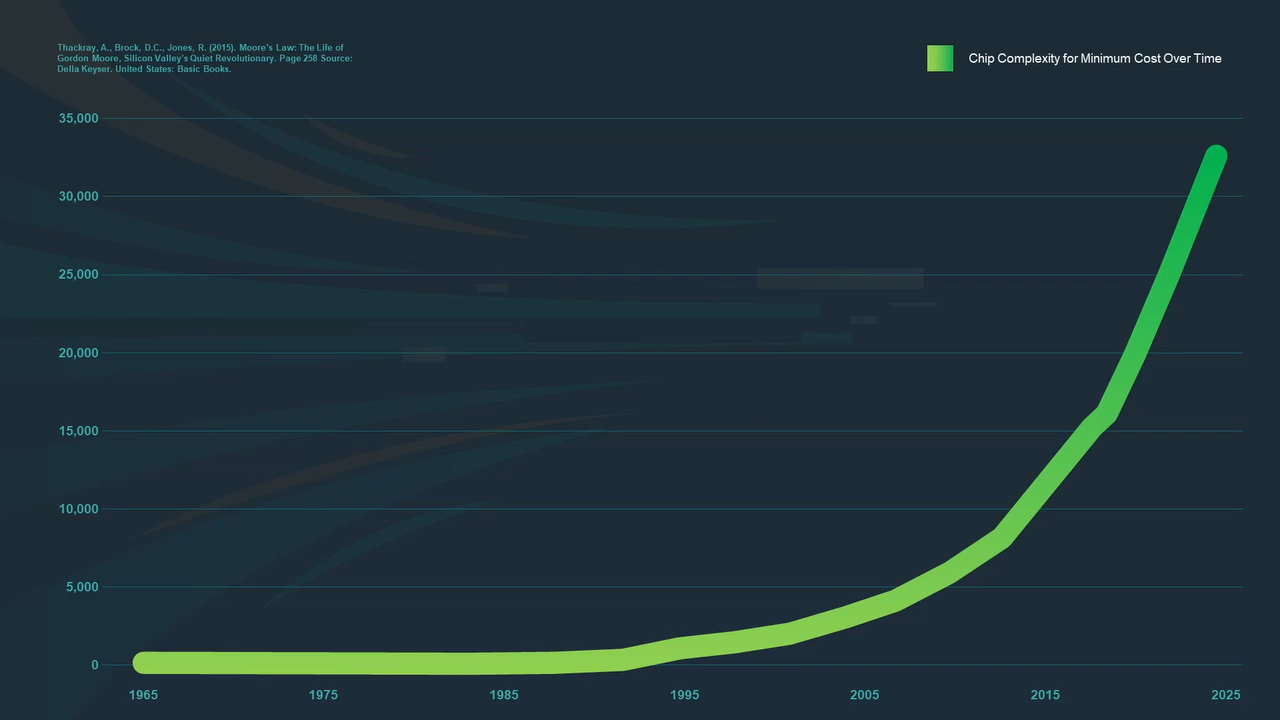 Thackray, A., Brock, D.C., Jones, R. (2015). Moore's Law: The Life of
Gordon Moore, Silicon Valley's Quiet Revolutionary. Page 258 Source:
Della Keyser. United States: Basic Books.
Chip Complexity for Minimum Cost Over Time
35,000
30,000
25,000
20,000
15,000
10,000
5,000
0
1965 1975 1985 1995 2005 2015 2025